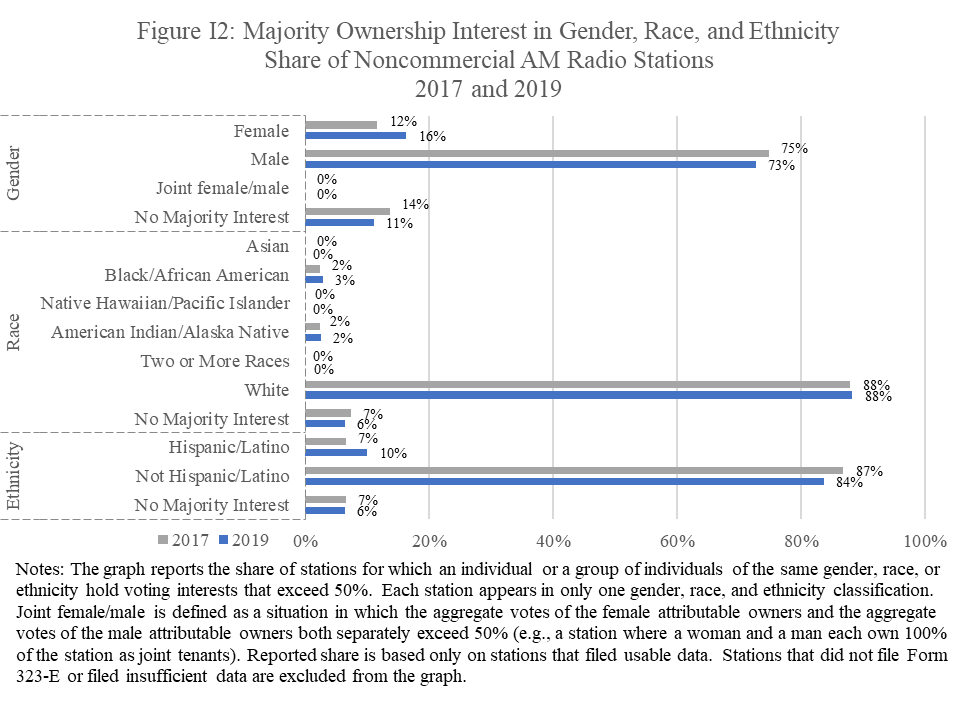 Figure I2: Majority Ownership Interest in Gender, Race, and Ethnicity
Share of Noncommercial AM Radio Stations
2017 and 2019
Gender
Female 12%
16%
Male 75%
73%
Joint female/male 0%
0%
No Majority Interest 14%
11%
Race
Asian 0%
0%
Black/African American 2%
3%
Native Hawaiian/Pacific Islander 0%
0%
American Indian/Alaska Native 2%
2%
Two or More Races 0%
0%
White 88%
88%
No Majority Interest 7%
6%
Ethnicity
Hispanic/Latino 7%
10%
Not Hispanic/Latino 87%
84%
No Majority Interest 7%
6%
2017 2019 0% 20% 40% 60% 80% 100%
Notes: The graph reports the share of stations for which an individual or a group of individuals of the same gender, race, or
ethnicity hold voting interests that exceed 50%. Each station appears in only one gender, race, and ethnicity classification.
Joint female/male is defined as a situation in which the aggregate votes of the female attributable owners and the aggregate
votes of the male attributable owners both separately exceed 50% (e.g., a station where a woman and a man each own 100%
of the station as joint tenants). Reported share is based only on stations that filed usable data. Stations that did not file Form
323-E or filed insufficient data are excluded from the graph.